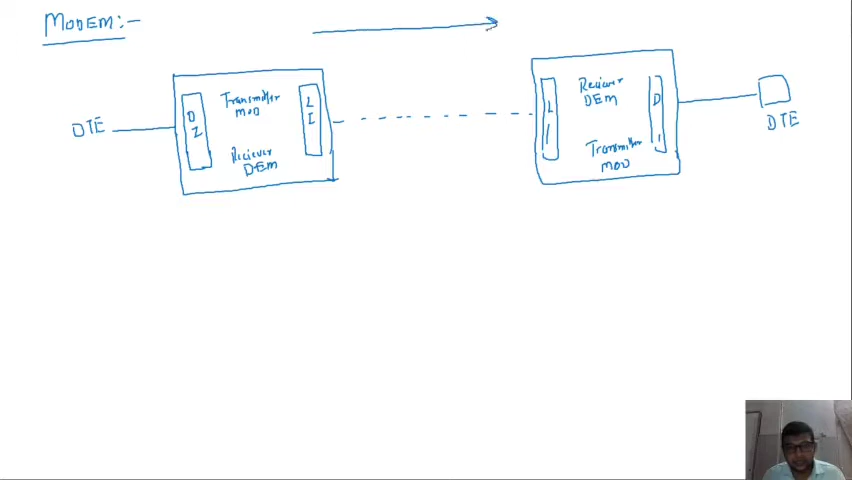 MODEM:-
DTE
D
I
Transmitter
MOD
Reciever
DEM
L
I
L
I
Reciever
DEM
Transmitter
MOD
D
I
DTE